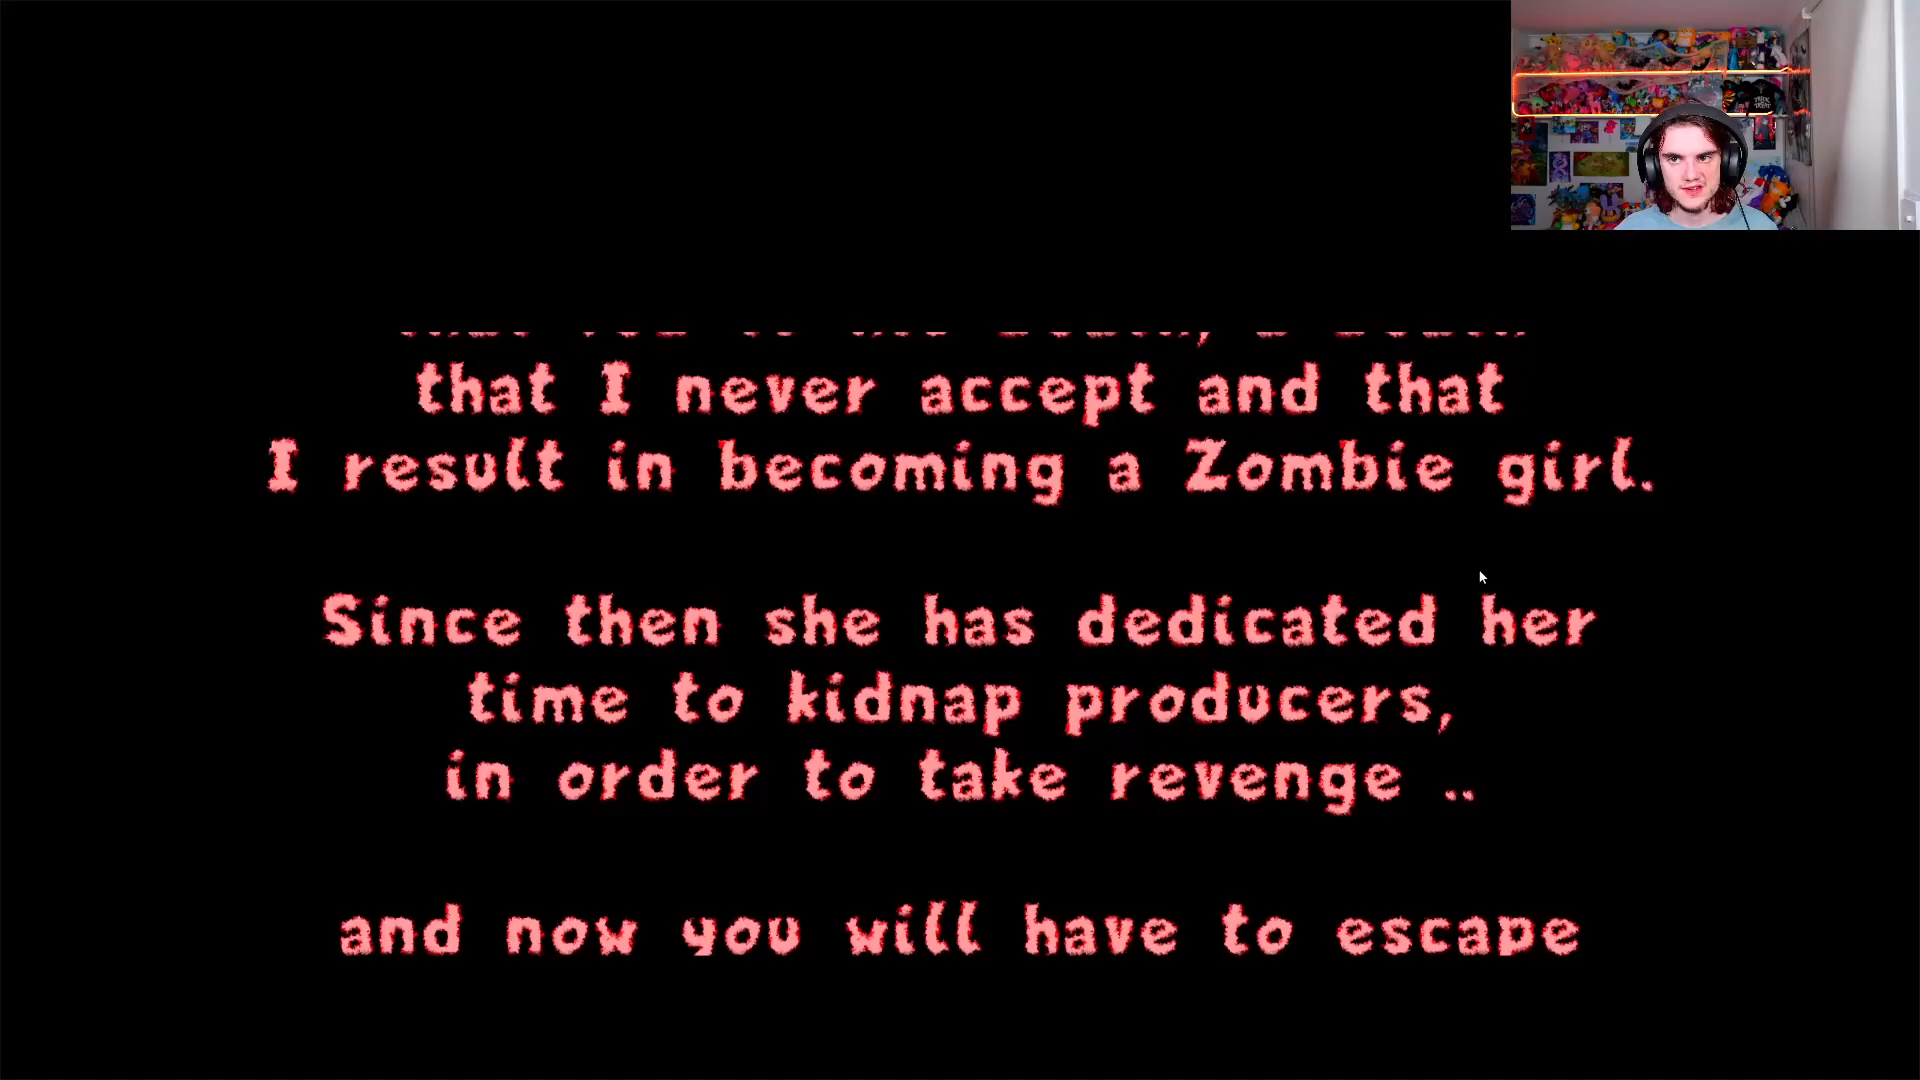 that I never accept and that
I result in becoming a Zombie girl.
Since then she has dedicated her
time to kidnap producers,
in order to take revenge ..
and now you will have to escape